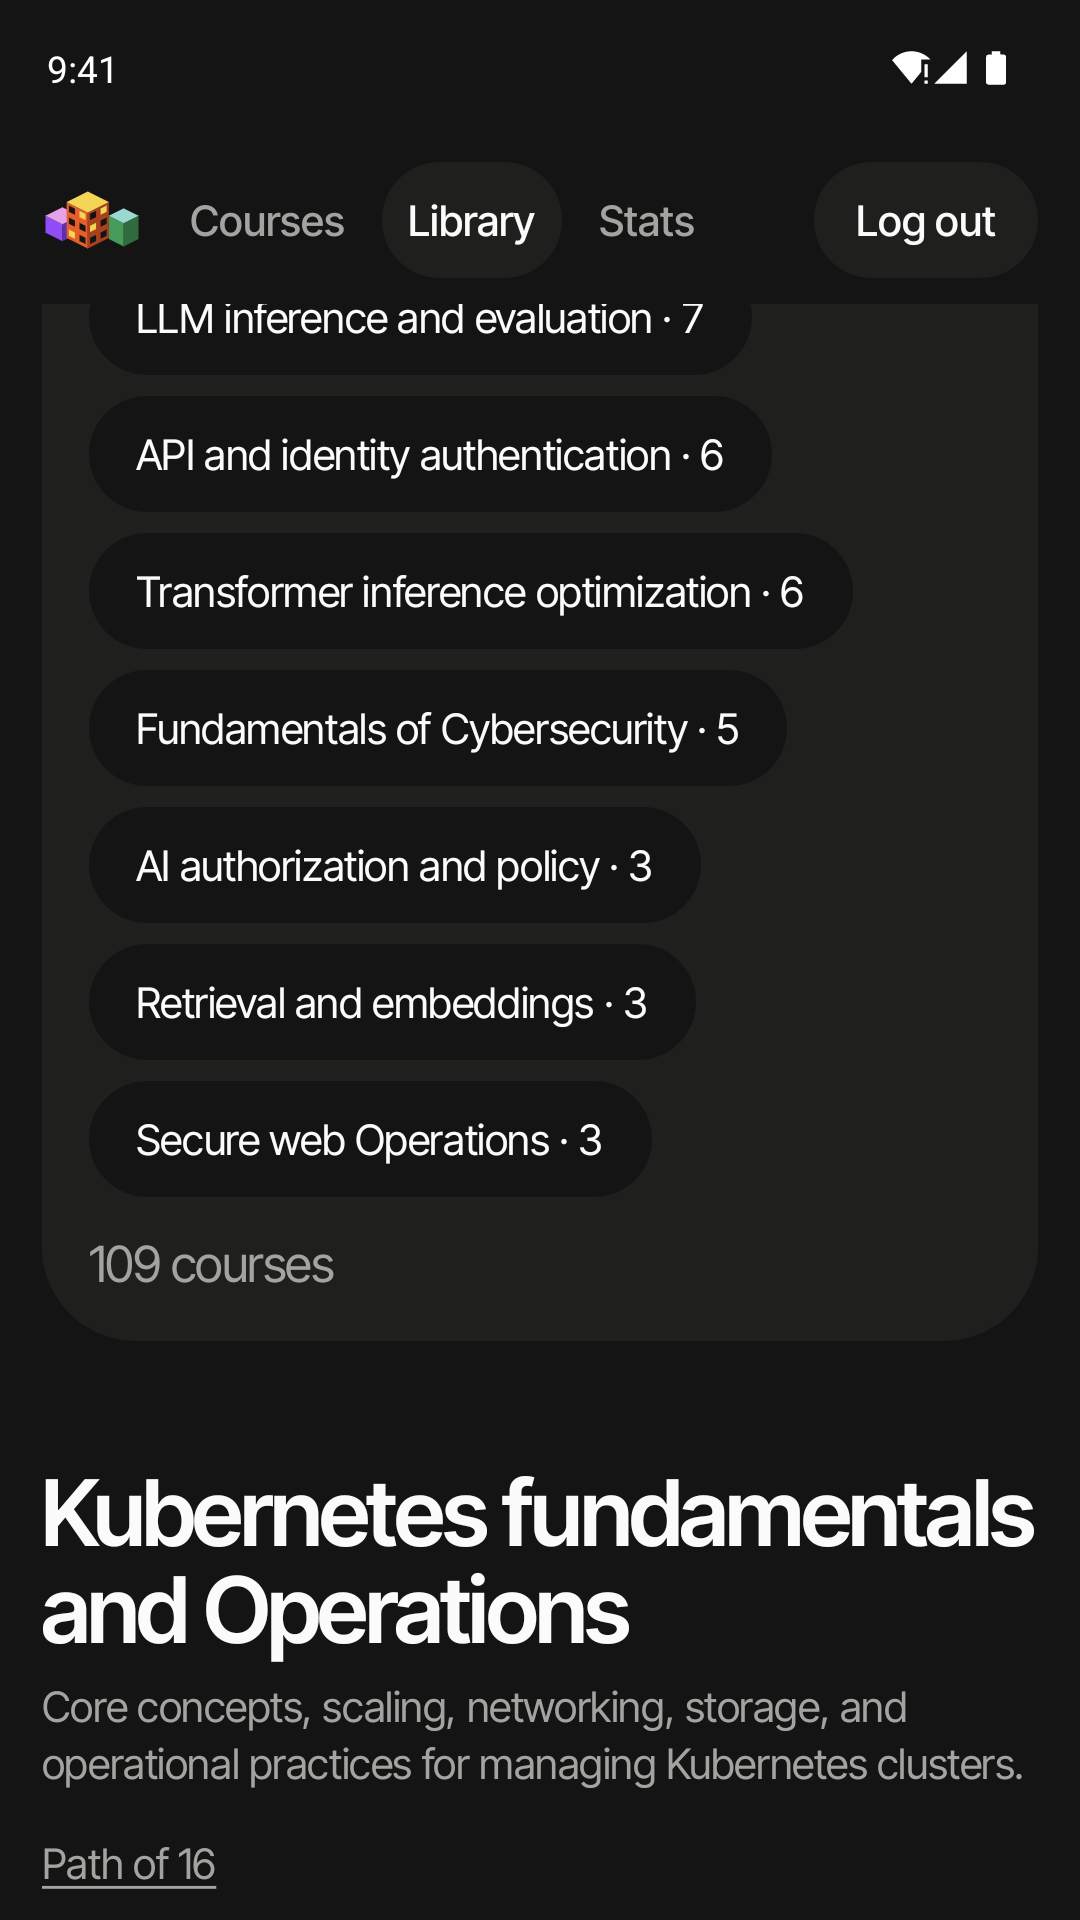 9:41
Courses Library Stats Log out
LLM inference and evaluation · 7
API and identity authentication · 6
Transformer inference optimization · 6
Fundamentals of Cybersecurity · 5
AI authorization and policy · 3
Retrieval and embeddings · 3
Secure web Operations · 3
109 courses
Kubernetes fundamentals
and Operations
Core concepts, scaling, networking, storage, and
operational practices for managing Kubernetes clusters.
Path of 16